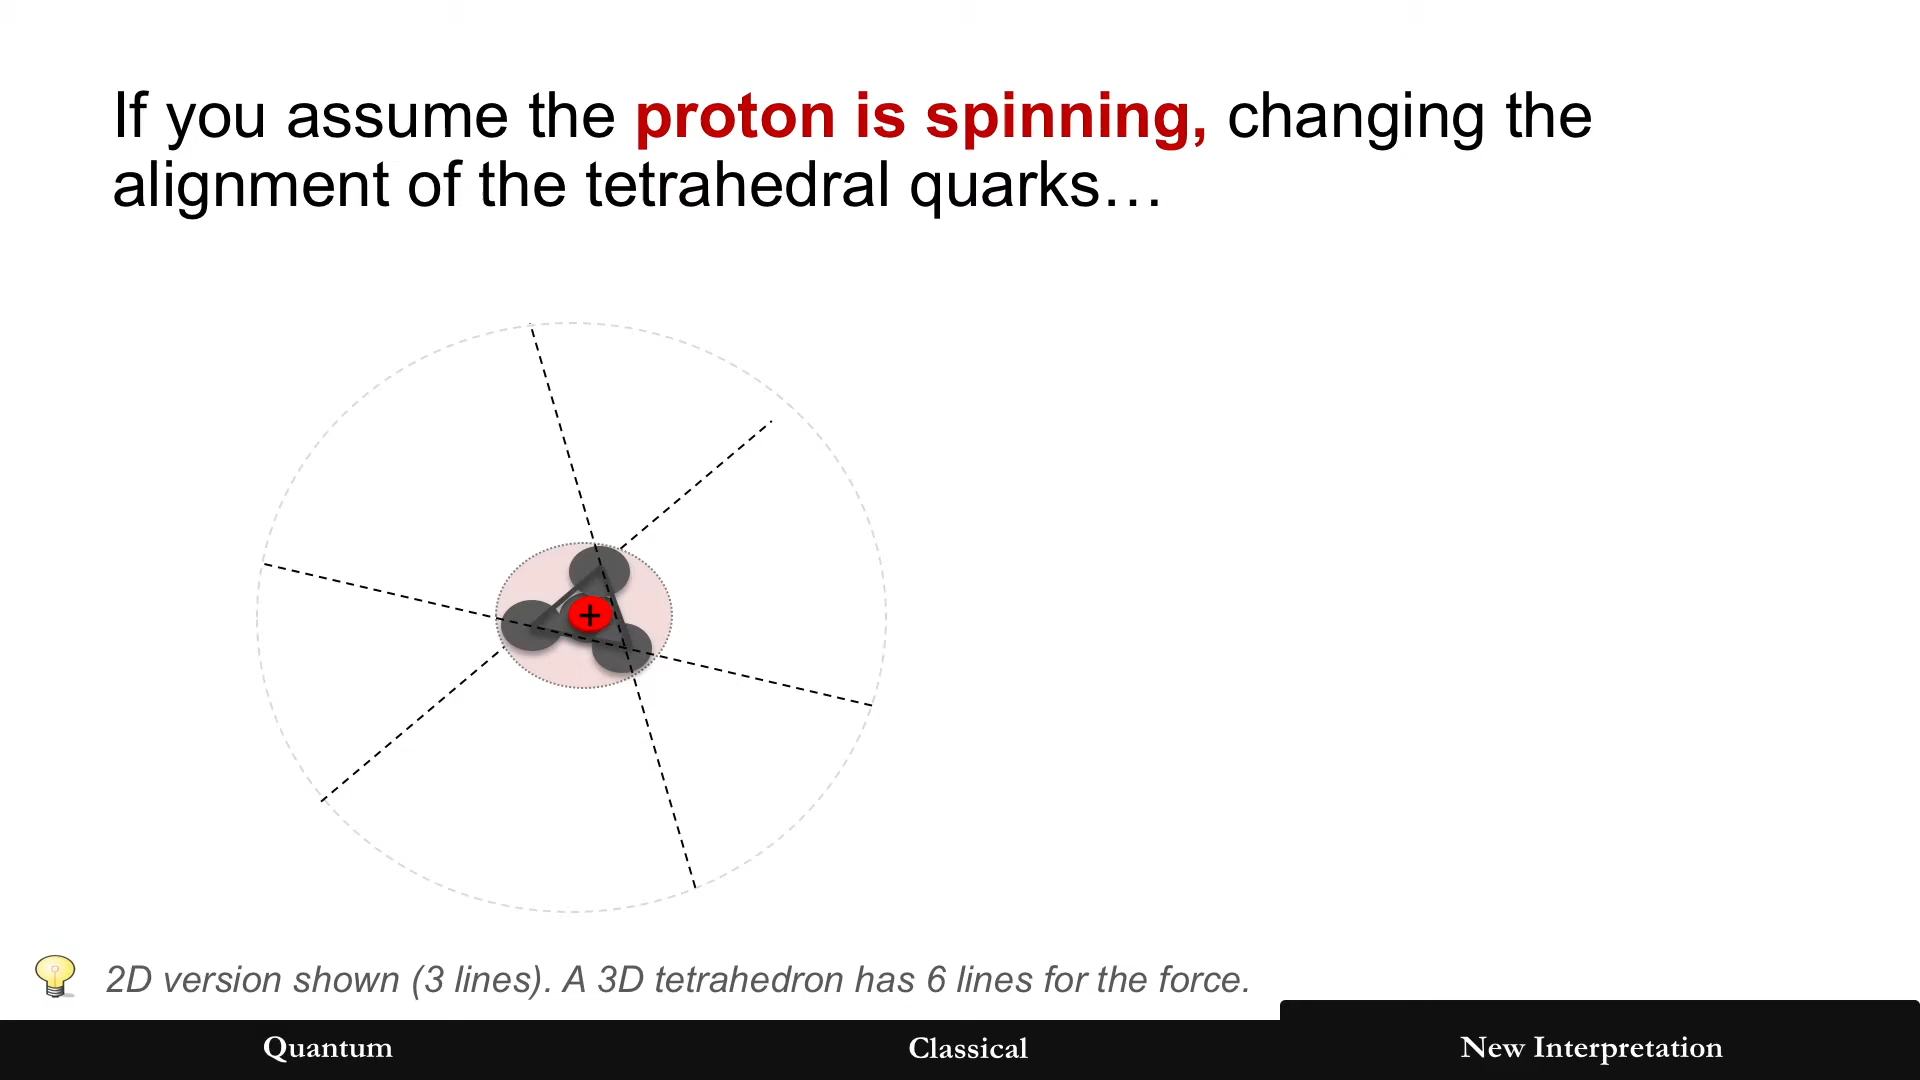 If you assume the proton is spinning, changing the
alignment of the tetrahedral quarks…
+
2D version shown (3 lines). A 3D tetrahedron has 6 lines for the force.
Quantum
Classical
New Interpretation